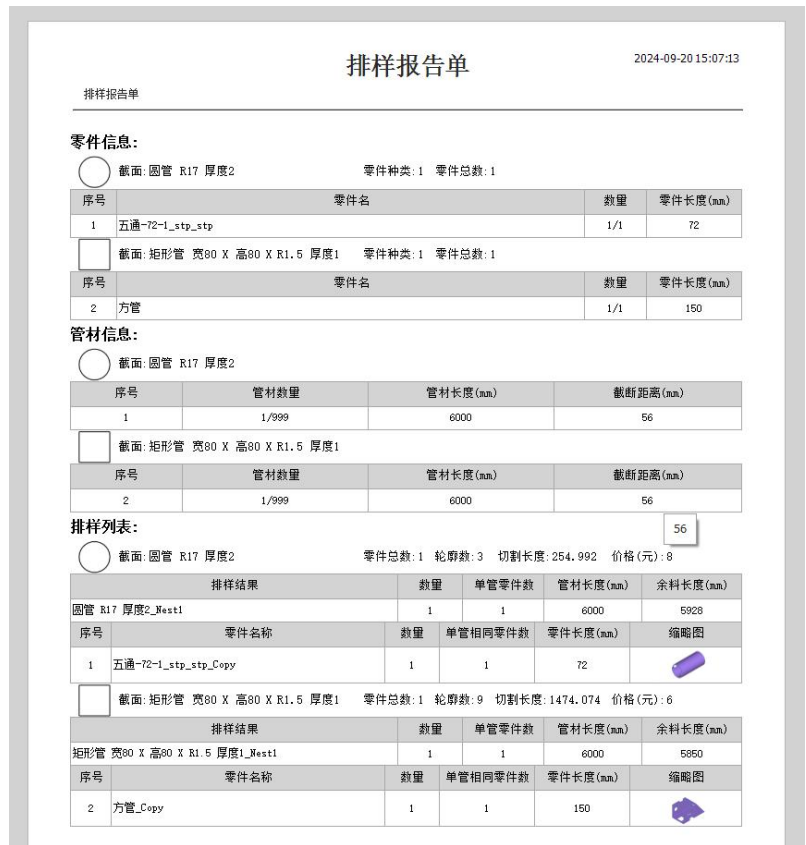 排样报告单
2024-09-20 15:07:13
排样报告单
零件信息:
截面:圆管 R17 厚度2 零件种类:1 零件总数:1
序号 零件名 数量 零件长度(mm)
1 五通-72-1_stp_stp 1/1 72
截面:矩形管 宽80 X 高80 X R1.5 厚度1 零件种类:1 零件总数:1
序号 零件名 数量 零件长度(mm)
2 方管 1/1 150
管材信息:
截面:圆管 R17 厚度2
序号 管材数量 管材长度(mm) 截断距离(mm)
1 1/999 6000 56
截面:矩形管 宽80 X 高80 X R1.5 厚度1
序号 管材数量 管材长度(mm) 截断距离(mm)
2 1/999 6000 56
排样列表:
56
截面:圆管 R17 厚度2 零件总数:1 轮廓数:3 切割长度:254.992 价格(元):8
排样结果 数量 单管零件数 管材长度(mm) 余料长度(mm)
圆管 R17 厚度2_Nest1 1 1 6000 5928
序号 零件名称 数量 单管相同零件数 零件长度(mm) 缩略图
1 五通-72-1_stp_stp_Copy 1 1 72
截面:矩形管 宽80 X 高80 X R1.5 厚度1 零件总数:1 轮廓数:9 切割长度:1474.074 价格(元):6
排样结果 数量 单管零件数 管材长度(mm) 余料长度(mm)
矩形管 宽80 X 高80 X R1.5 厚度1_Nest1 1 1 6000 5850
序号 零件名称 数量 单管相同零件数 零件长度(mm) 缩略图
2 方管_Copy 1 1 150